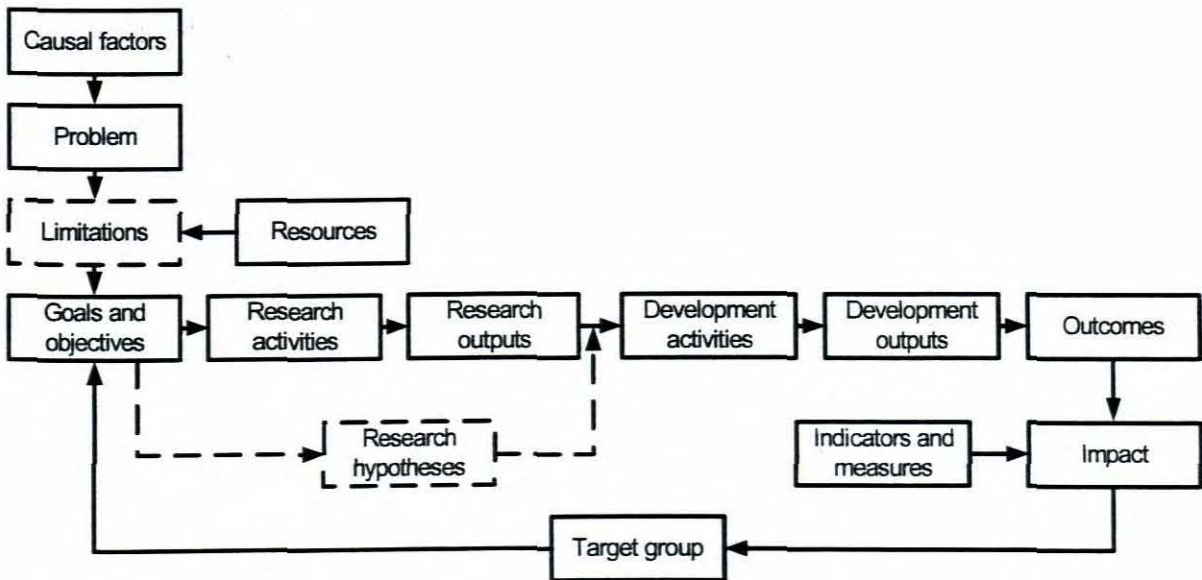 Causal factors
Problem
Limitations
Resources
Goals and
objectives
Research
activities
Research
outputs
Development
activities
Development
outputs
Outcomes
Research
hypotheses
Indicators and
measures
Impact
Target group